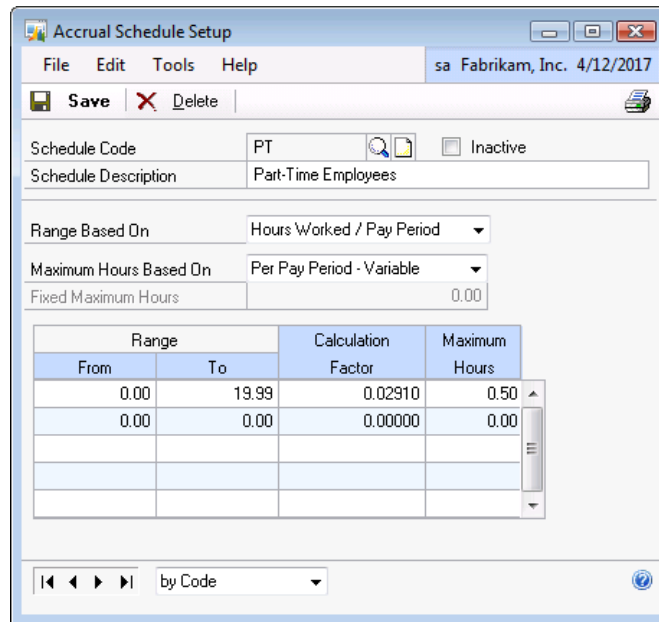 Accrual Schedule Setup
File Edit Tools Help sa Fabrikam, Inc. 4/12/2017
Save Delete
Schedule Code PT Inactive
Schedule Description Part-Time Employees
Range Based On Hours Worked / Pay Period
Maximum Hours Based On Per Pay Period - Variable
Fixed Maximum Hours 0.00
Range Calculation Maximum
From To Factor Hours
0.00 19.99 0.02910 0.50
0.00 0.00 0.00000 0.00
by Code